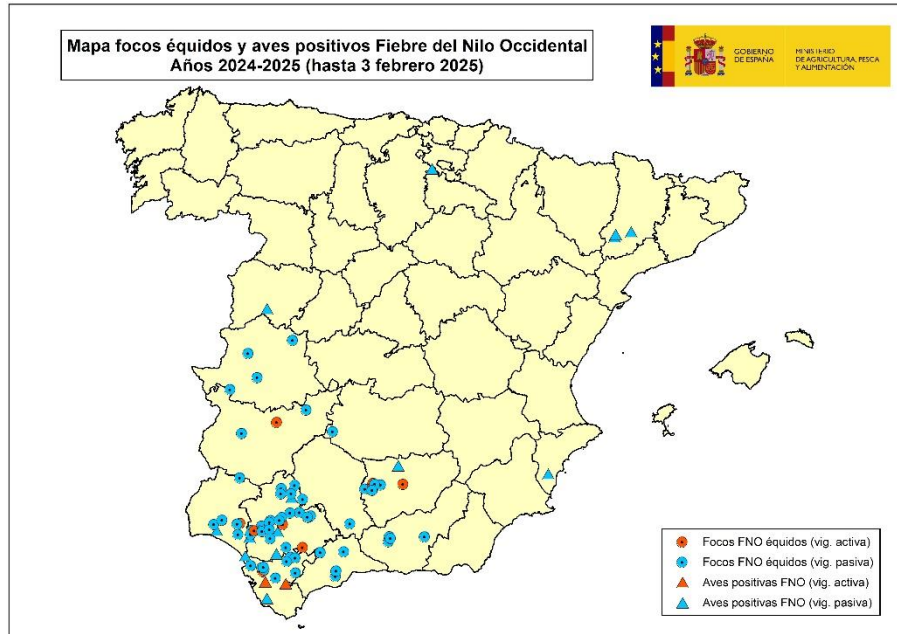 Mapa focos équidos y aves positivos Fiebre del Nilo Occidental
Años 2024-2025 (hasta 3 febrero 2025)
GOBIERNO
DE ESPAÑA
MINISTERIO
DE AGRICULTURA, PESCA
Y ALIMENTACIÓN
Focos FNO équidos (vig. activa)
Focos FNO équidos (vig. pasiva)
Aves positivas FNO (vig. activa)
Aves positivas FNO (vig. pasiva)